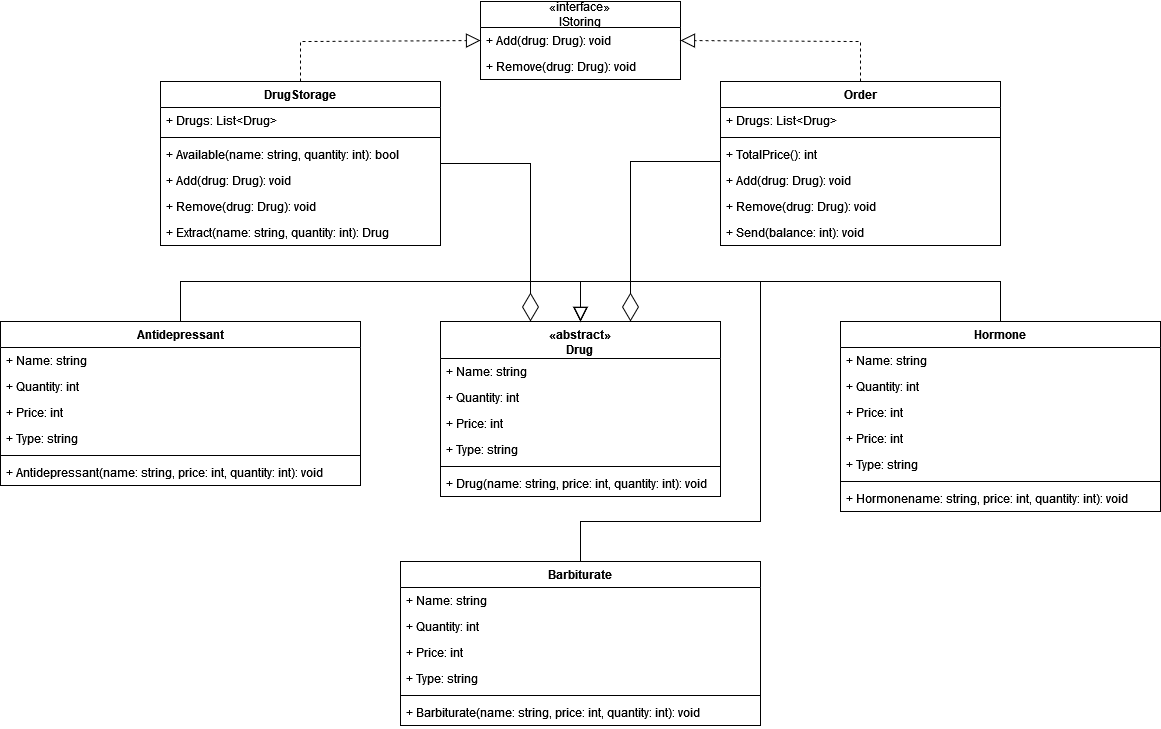 «interface»
IStoring
+ Add(drug: Drug): void
+ Remove(drug: Drug): void
DrugStorage
+ Drugs: List<Drug>
+ Available(name: string, quantity: int): bool
+ Add(drug: Drug): void
+ Remove(drug: Drug): void
+ Extract(name: string, quantity: int): Drug
Order
+ Drugs: List<Drug>
+ TotalPrice(): int
+ Add(drug: Drug): void
+ Remove(drug: Drug): void
+ Send(balance: int): void
Antidepressant
+ Name: string
+ Quantity: int
+ Price: int
+ Type: string
+ Antidepressant(name: string, price: int, quantity: int): void
«abstract»
Drug
+ Name: string
+ Quantity: int
+ Price: int
+ Type: string
+ Drug(name: string, price: int, quantity: int): void
Hormone
+ Name: string
+ Quantity: int
+ Price: int
+ Price: int
+ Type: string
+ Hormonename: string, price: int, quantity: int): void
Barbiturate
+ Name: string
+ Quantity: int
+ Price: int
+ Type: string
+ Barbiturate(name: string, price: int, quantity: int): void